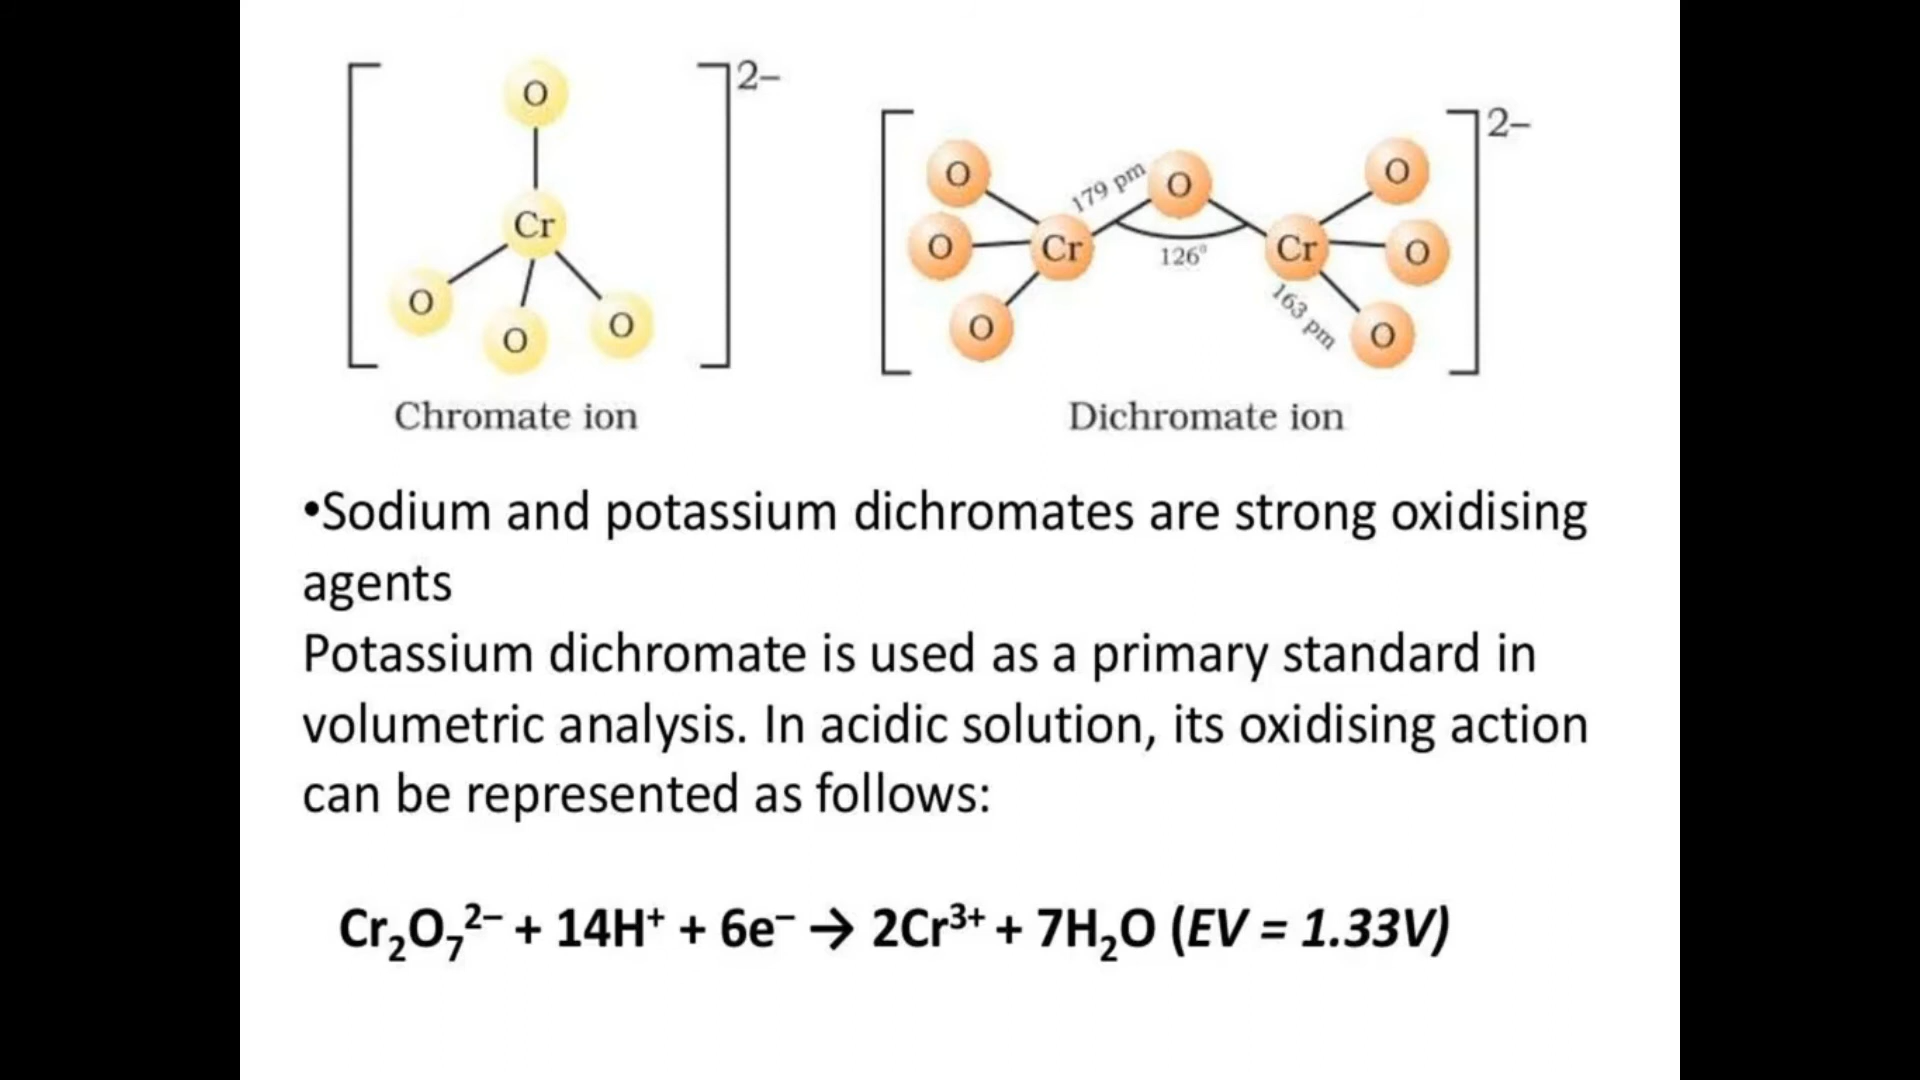 O
2–
Cr
O
O
O
2–
O
179 pm
O
O
O
Cr
126°
Cr
O
O
163 pm
O
Chromate ion
Dichromate ion
•Sodium and potassium dichromates are strong oxidising
agents
Potassium dichromate is used as a primary standard in
volumetric analysis. In acidic solution, its oxidising action
can be represented as follows:
Cr₂O₇²⁻ + 14H⁺ + 6e⁻ → 2Cr³⁺ + 7H₂O (EV = 1.33V)